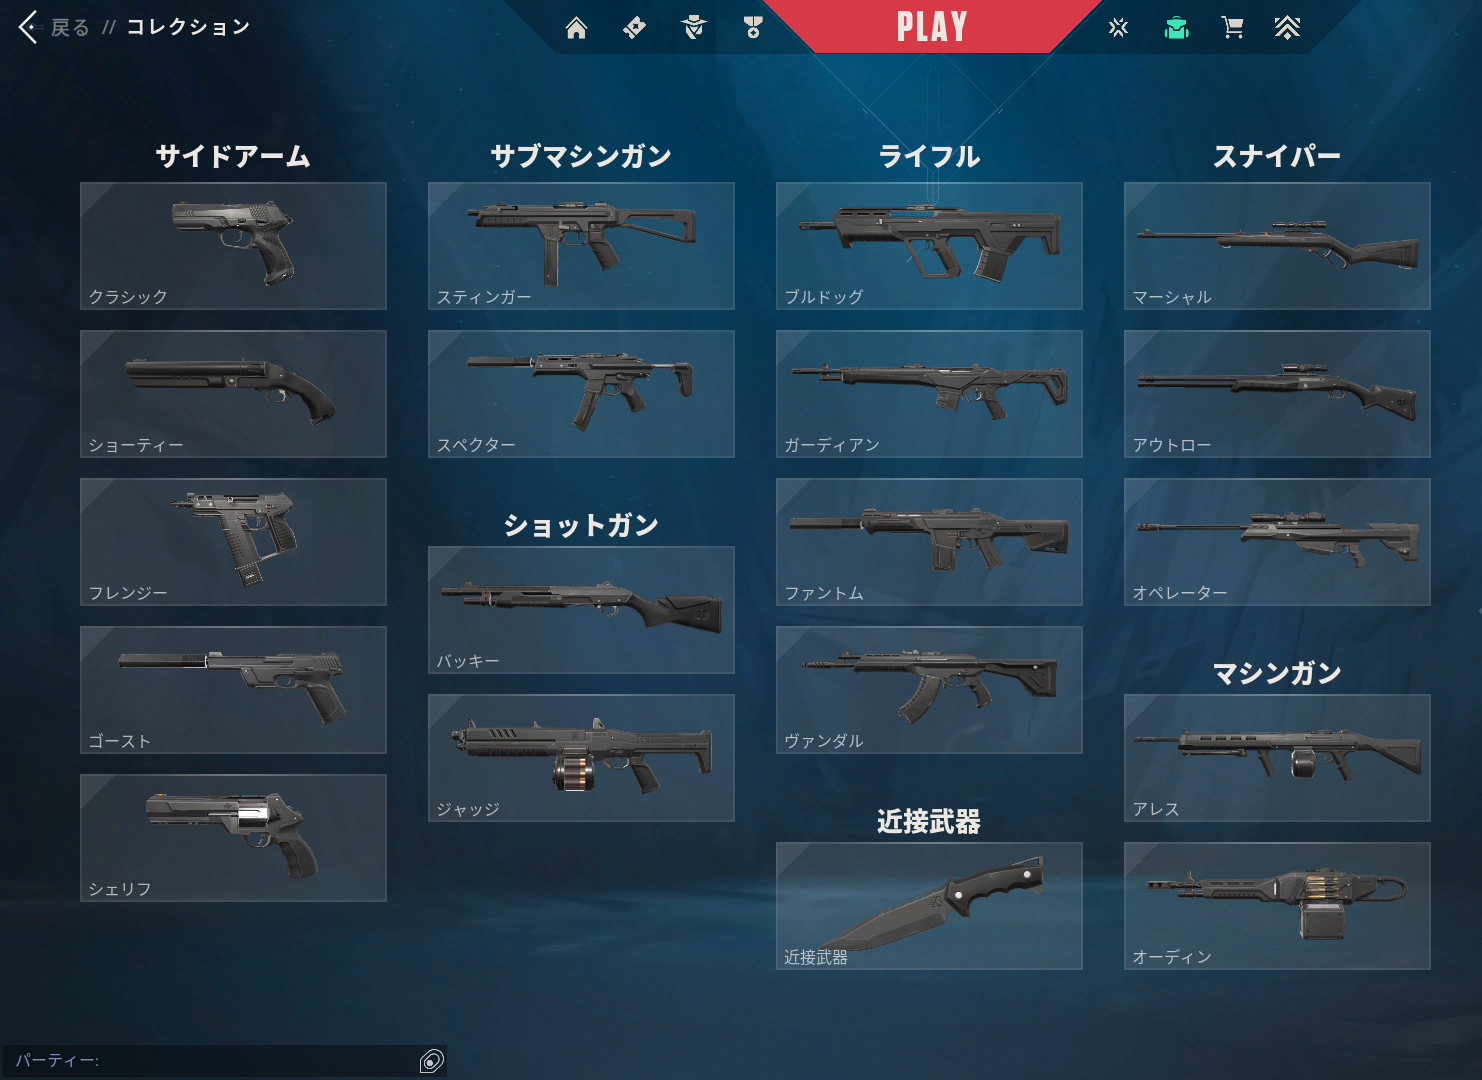 戻る // コレクション
PLAY
サイドアーム
クラシック
ショーティー
フレンジー
ゴースト
シェリフ
サブマシンガン
スティンガー
スペクター
ショットガン
バッキー
ジャッジ
ライフル
ブルドッグ
ガーディアン
ファントム
ヴァンダル
近接武器
近接武器
スナイパー
マーシャル
アウトロー
オペレーター
マシンガン
アレス
オーディン
パーティー: